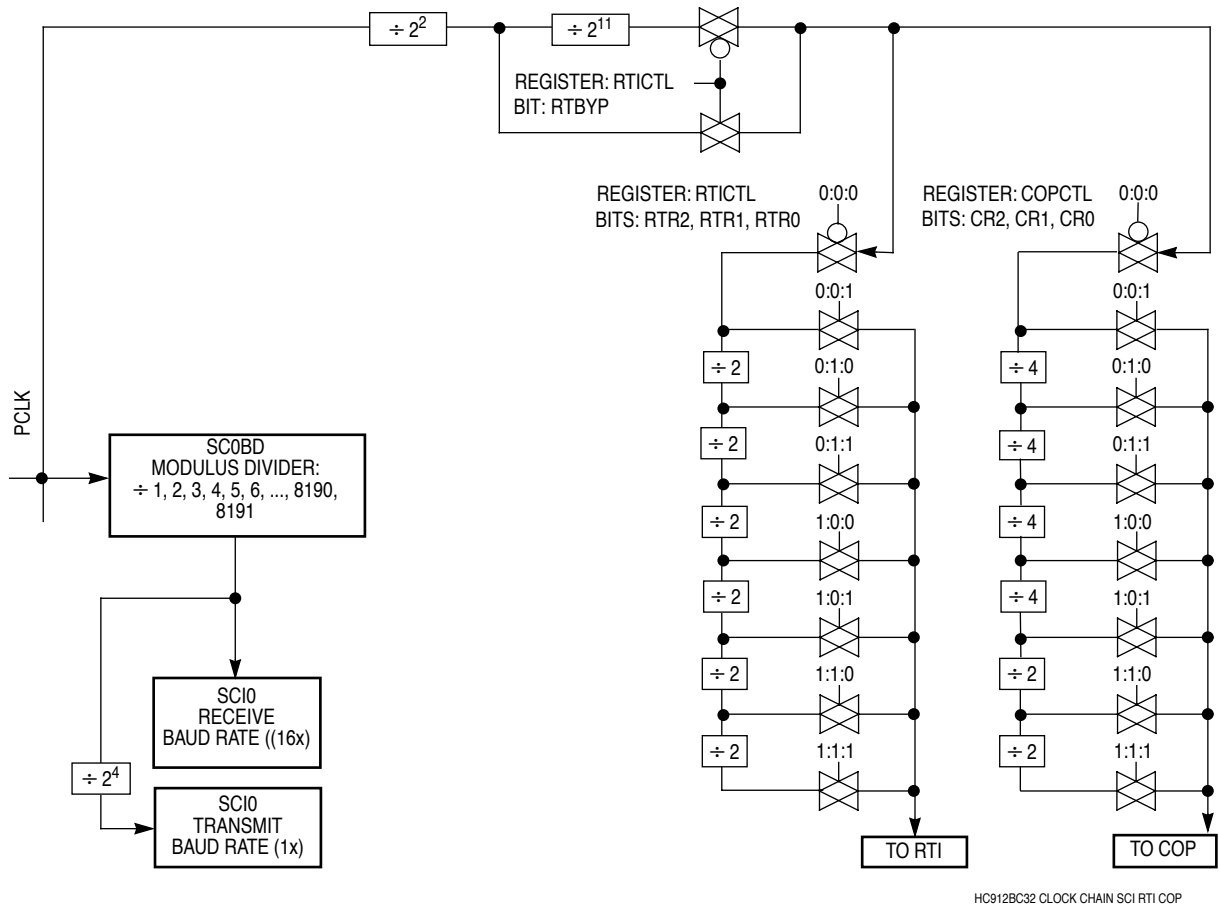 ÷ 2²
÷ 2¹¹
REGISTER: RTICTL
BIT: RTBYP
REGISTER: RTICTL
BITS: RTR2, RTR1, RTR0
0:0:0
REGISTER: COPCTL
BITS: CR2, CR1, CR0
0:0:0
0:0:1
0:0:1
÷ 2
÷ 4
0:1:0
0:1:0
÷ 2
÷ 4
0:1:1
0:1:1
÷ 2
÷ 4
1:0:0
1:0:0
÷ 2
÷ 4
1:0:1
1:0:1
÷ 2
÷ 2
1:1:0
1:1:0
÷ 2
÷ 2
1:1:1
1:1:1
TO RTI
TO COP
PCLK
SC0BD
MODULUS DIVIDER:
÷ 1, 2, 3, 4, 5, 6, ..., 8190,
8191
SCI0
RECEIVE
BAUD RATE ((16x)
÷ 2⁴
SCI0
TRANSMIT
BAUD RATE (1x)
HC912BC32 CLOCK CHAIN SCI RTI COP